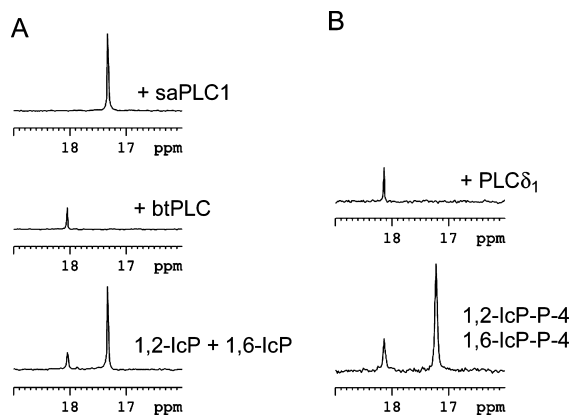 A
+ saPLC1
18 17 ppm
+ btPLC
18 17 ppm
1,2-IcP + 1,6-IcP
18 17 ppm
B
+ PLCδ₁
18 17 ppm
1,2-IcP-P-4
1,6-IcP-P-4
18 17 ppm